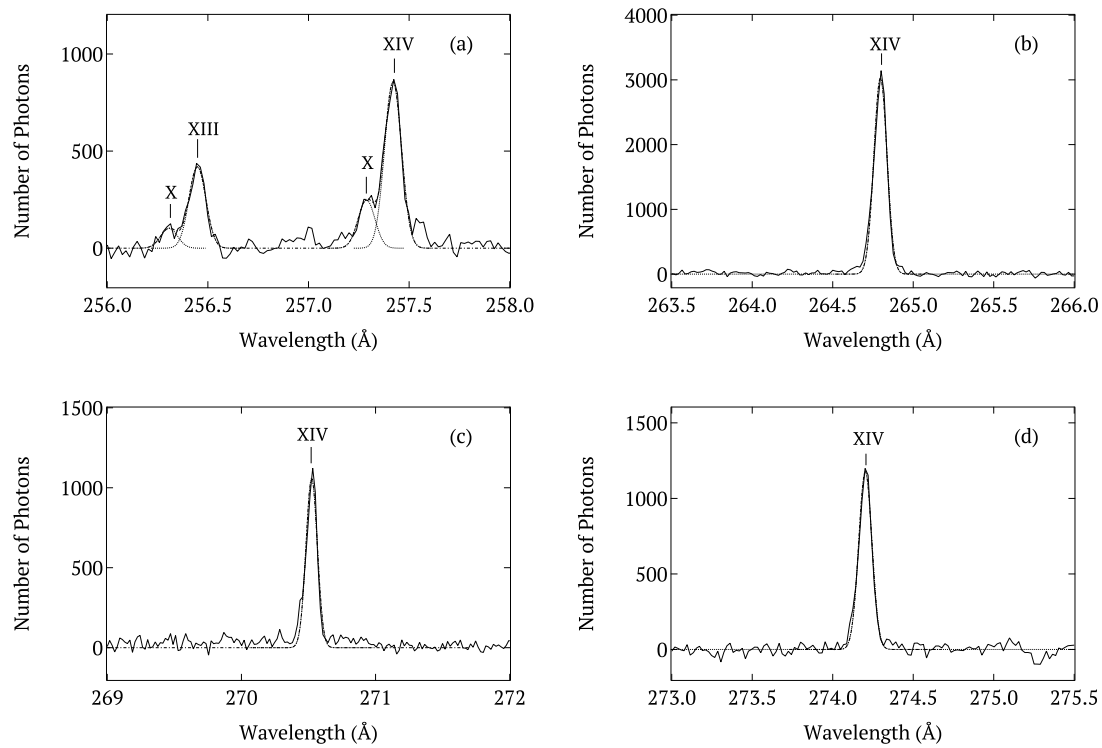 (a)
XIV
XIII
X
X
1000
500
0
Number of Photons
256.0 256.5 257.0 257.5 258.0
Wavelength (Å)
(b)
XIV
4000
3000
2000
1000
0
Number of Photons
263.5 264.0 264.5 265.0 265.5 266.0
Wavelength (Å)
(c)
XIV
1500
1000
500
0
Number of Photons
269 270 271 272
Wavelength (Å)
(d)
XIV
1500
1000
500
0
Number of Photons
273.0 273.5 274.0 274.5 275.0 275.5
Wavelength (Å)